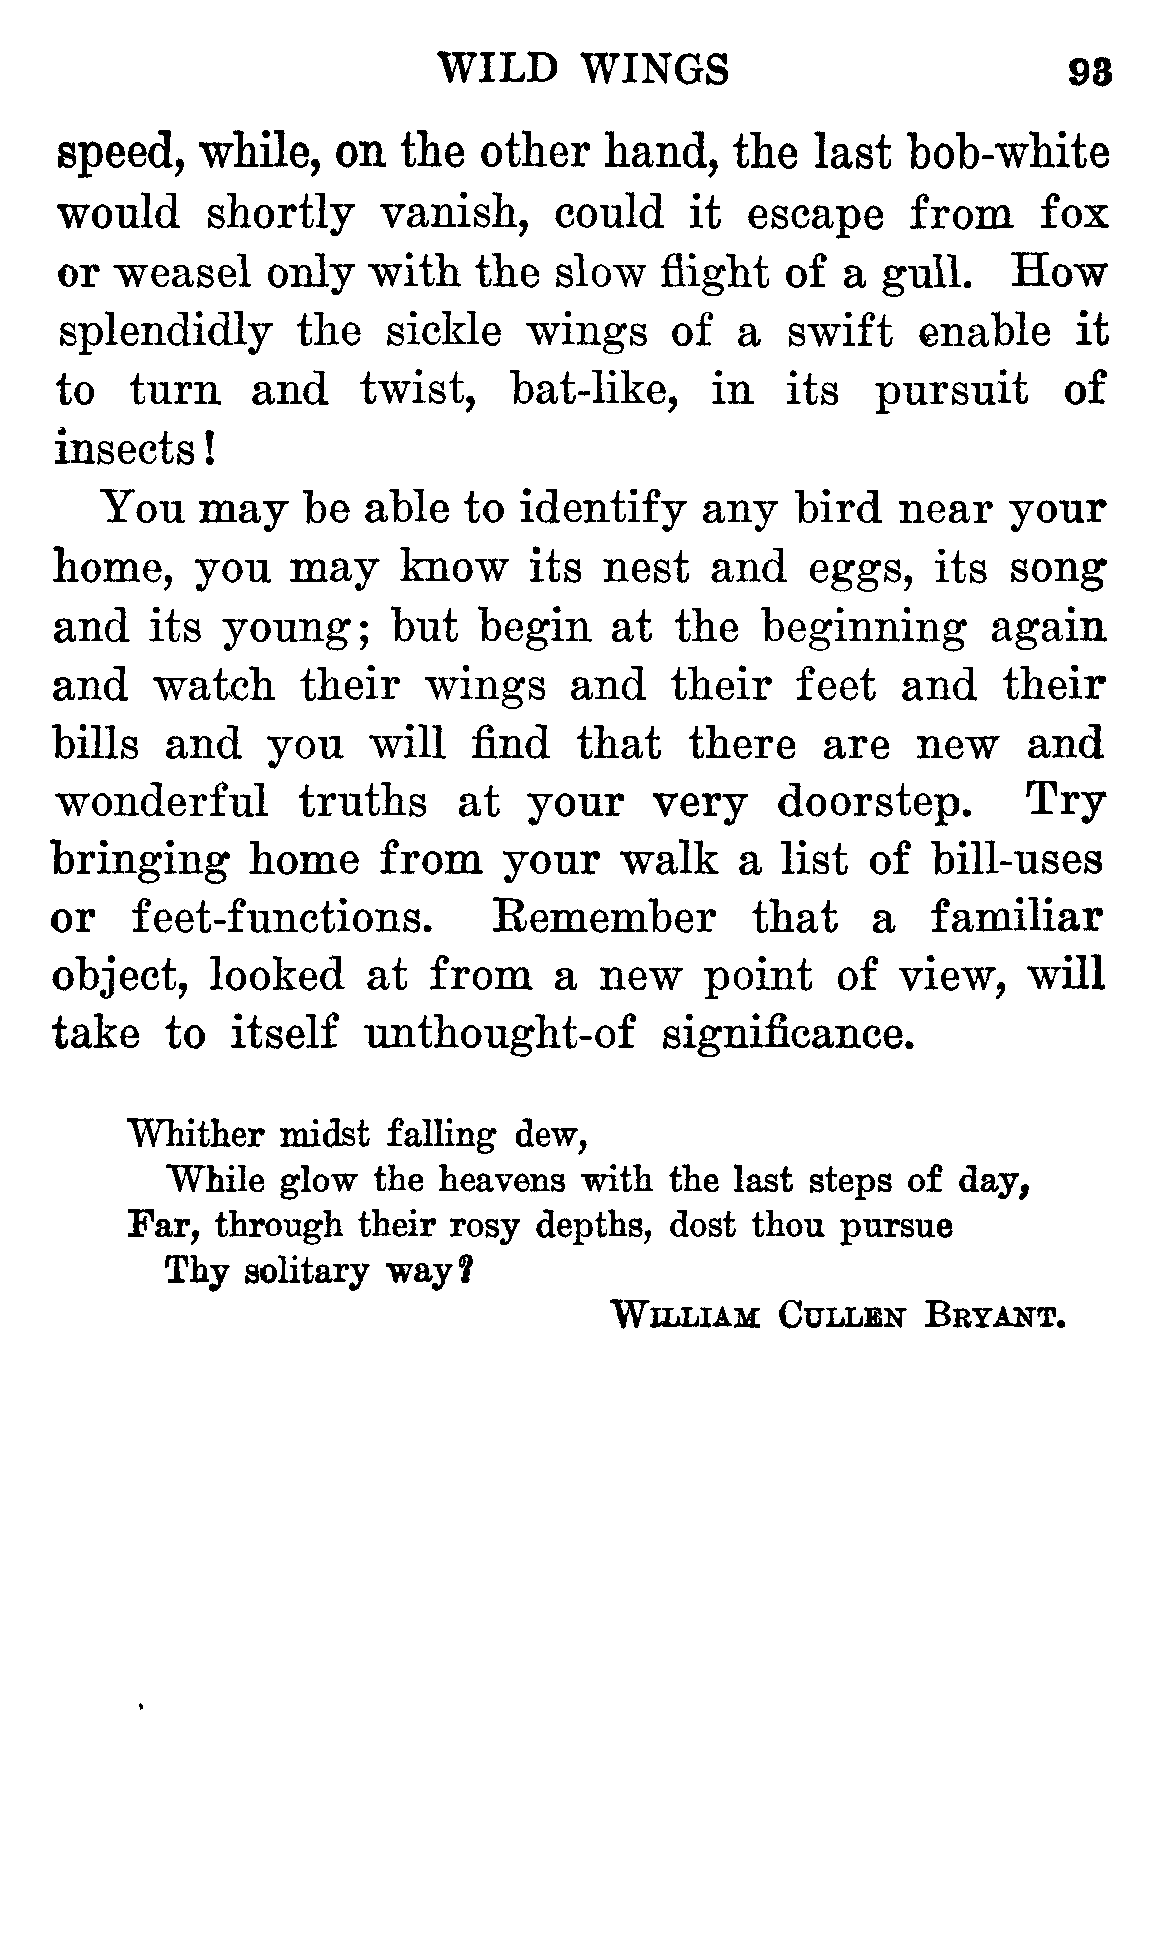 WILD WINGS 93
speed, while, on the other hand, the last bob-white
would shortly vanish, could it escape from fox
or weasel only with the slow flight of a gull. How
splendidly the sickle wings of a swift enable it
to turn and twist, bat-like, in its pursuit of
insects!
You may be able to identify any bird near your
home, you may know its nest and eggs, its song
and its young; but begin at the beginning again
and watch their wings and their feet and their
bills and you will find that there are new and
wonderful truths at your very doorstep. Try
bringing home from your walk a list of bill-uses
or feet-functions. Remember that a familiar
object, looked at from a new point of view, will
take to itself unthought-of significance.
Whither midst falling dew,
While glow the heavens with the last steps of day,
Far, through their rosy depths, dost thou pursue
Thy solitary way?
WILLIAM CULLEN BRYANT.